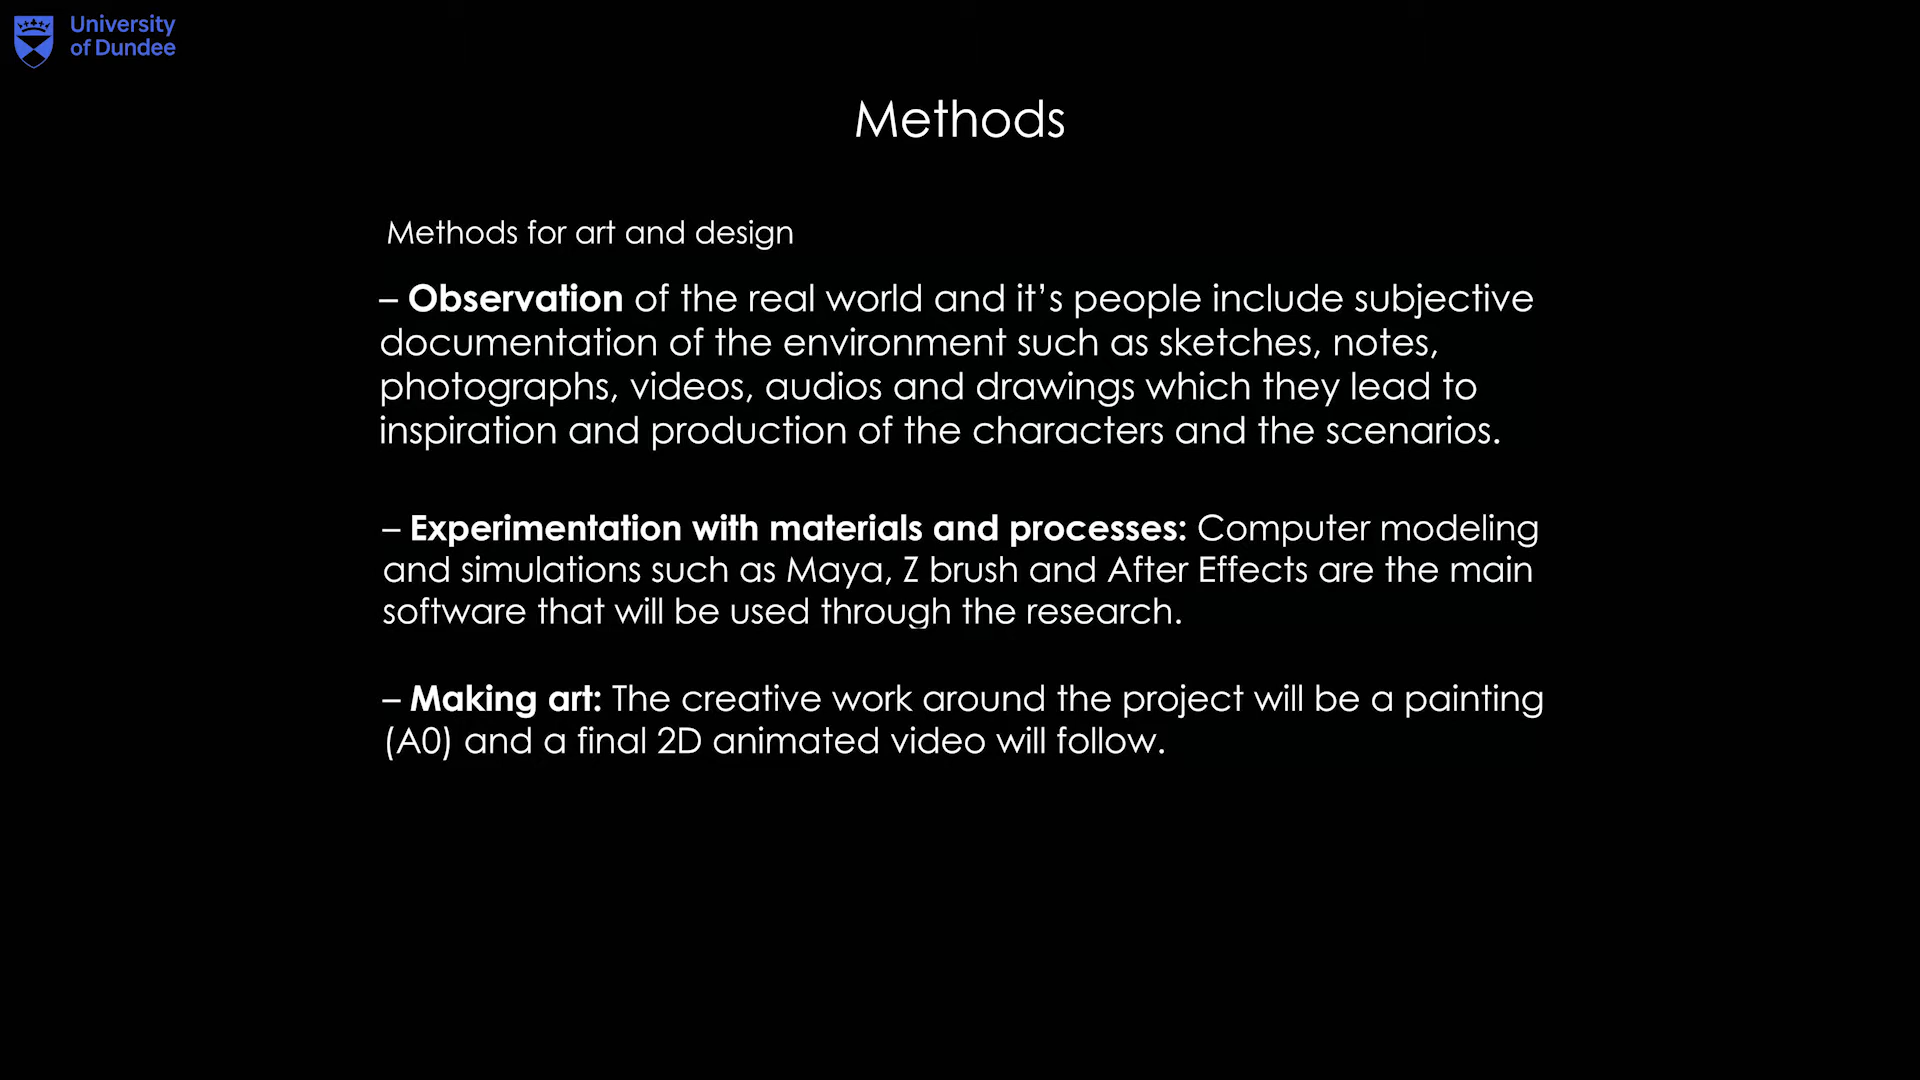 University
of Dundee
Methods
Methods for art and design
– Observation of the real world and it’s people include subjective
documentation of the environment such as sketches, notes,
photographs, videos, audios and drawings which they lead to
inspiration and production of the characters and the scenarios.
– Experimentation with materials and processes: Computer modeling
and simulations such as Maya, Z brush and After Effects are the main
software that will be used through the research.
– Making art: The creative work around the project will be a painting
(A0) and a final 2D animated video will follow.